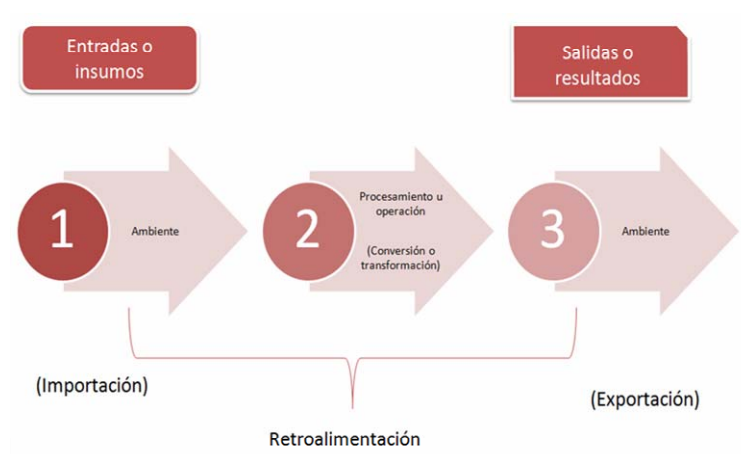 Entradas o
insumos
Salidas o
resultados
1
Ambiente
2
Procesamiento u
operación
(Conversión o
transformación)
3
Ambiente
(Importación)
(Exportación)
Retroalimentación